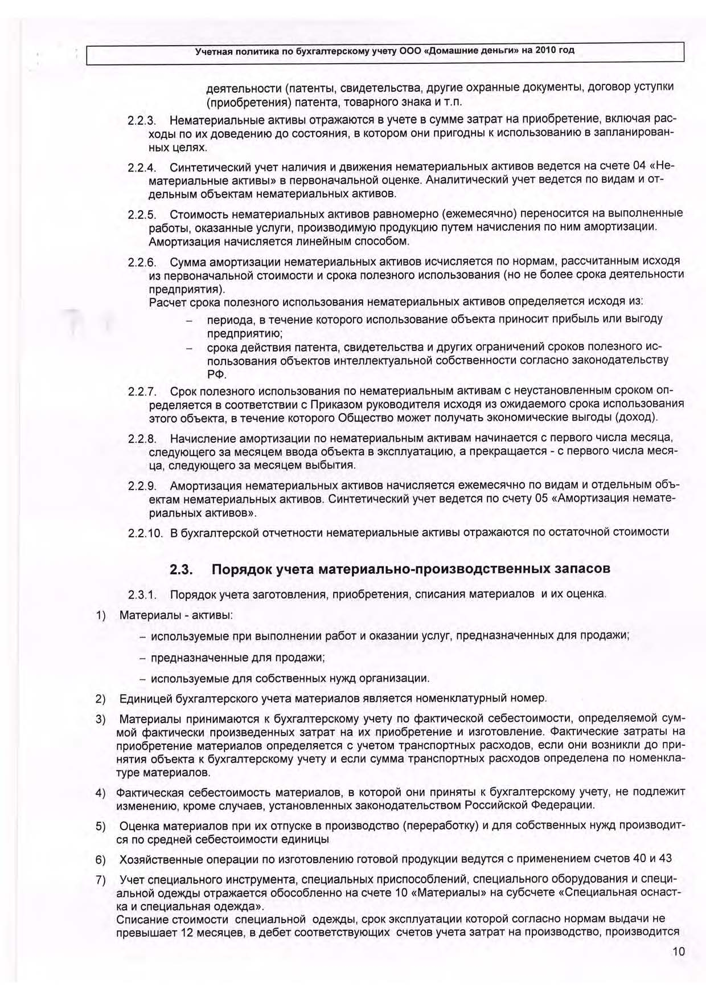 Учетная политика по бухгалтерскому учету ООО «Домашние деньги» на 2010 год
деятельности (патенты, свидетельства, другие охранные документы, договор уступки
(приобретения) патента, товарного знака и т.п.
2.2.3. Нематериальные активы отражаются в учете в сумме затрат на приобретение, включая рас-
ходы по их доведению до состояния, в котором они пригодны к использованию в запланирован-
ных целях.
2.2.4. Синтетический учет наличия и движения нематериальных активов ведется на счете 04 «Не-
материальные активы» в первоначальной оценке. Аналитический учет ведется по видам и от-
дельным объектам нематериальных активов.
2.2.5. Стоимость нематериальных активов равномерно (ежемесячно) переносится на выполненные
работы, оказанные услуги, производимую продукцию путем начисления по ним амортизации.
Амортизация начисляется линейным способом.
2.2.6. Сумма амортизации нематериальных активов исчисляется по нормам, рассчитанным исходя
из первоначальной стоимости и срока полезного использования (но не более срока деятельности
предприятия).
Расчет срока полезного использования нематериальных активов определяется исходя из:
– периода, в течение которого использование объекта приносит прибыль или выгоду
предприятию;
– срока действия патента, свидетельства и других ограничений сроков полезного ис-
пользования объектов интеллектуальной собственности согласно законодательству
РФ.
2.2.7. Срок полезного использования по нематериальным активам с неустановленным сроком оп-
ределяется в соответствии с Приказом руководителя исходя из ожидаемого срока использования
этого объекта, в течение которого Общество может получать экономические выгоды (доход).
2.2.8. Начисление амортизации по нематериальным активам начинается с первого числа месяца,
следующего за месяцем ввода объекта в эксплуатацию, а прекращается - с первого числа меся-
ца, следующего за месяцем выбытия.
2.2.9. Амортизация нематериальных активов начисляется ежемесячно по видам и отдельным объ-
ектам нематериальных активов. Синтетический учет ведется по счету 05 «Амортизация немате-
риальных активов».
2.2.10. В бухгалтерской отчетности нематериальные активы отражаются по остаточной стоимости
2.3. Порядок учета материально-производственных запасов
2.3.1. Порядок учета заготовления, приобретения, списания материалов и их оценка.
1) Материалы - активы:
– используемые при выполнении работ и оказании услуг, предназначенных для продажи;
– предназначенные для продажи;
– используемые для собственных нужд организации.
2) Единицей бухгалтерского учета материалов является номенклатурный номер.
3) Материалы принимаются к бухгалтерскому учету по фактической себестоимости, определяемой сум-
мой фактически произведенных затрат на их приобретение и изготовление. Фактические затраты на
приобретение материалов определяется с учетом транспортных расходов, если они возникли до при-
нятия объекта к бухгалтерскому учету и если сумма транспортных расходов определена по номенкла-
туре материалов.
4) Фактическая себестоимость материалов, в которой они приняты к бухгалтерскому учету, не подлежит
изменению, кроме случаев, установленных законодательством Российской Федерации.
5) Оценка материалов при их отпуске в производство (переработку) и для собственных нужд производит-
ся по средней себестоимости единицы
6) Хозяйственные операции по изготовлению готовой продукции ведутся с применением счетов 40 и 43
7) Учет специального инструмента, специальных приспособлений, специального оборудования и специ-
альной одежды отражается обособленно на счете 10 «Материалы» на субсчете «Специальная оснаст-
ка и специальная одежда».
Списание стоимости специальной одежды, срок эксплуатации которой согласно нормам выдачи не
превышает 12 месяцев, в дебет соответствующих счетов учета затрат на производство, производится
10